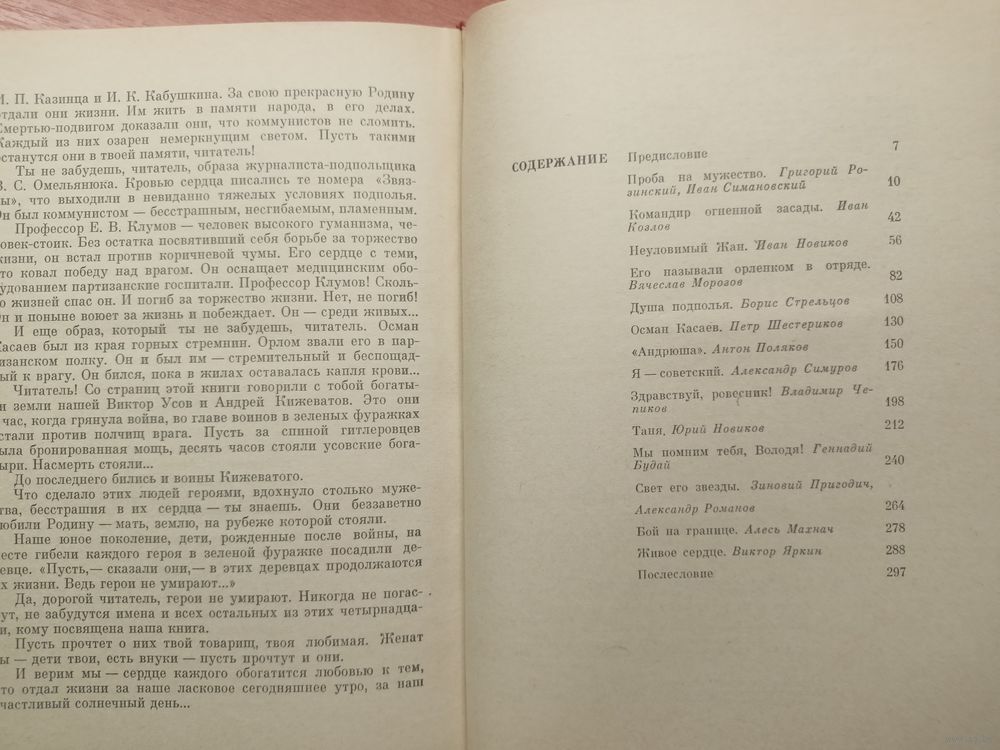 И. П. Казинца и И. К. Кабушкина. За свою прекрасную Родину
отдали они жизни. Им жить в памяти народа, в его делах.
Смертью-подвигом доказали они, что коммунистов не сломить.
Каждый из них озарен немеркнущим светом. Пусть такими
останутся они в твоей памяти, читатель!
Ты не забудешь, читатель, образа журналиста-подпольщика
В. С. Омельянюка. Кровью сердца писались те номера «Звяз-
ды», что выходили в невиданно тяжелых условиях подполья.
Он был коммунистом — бесстрашным, несгибаемым, пламенным.
Профессор Е. В. Клумов — человек высокого гуманизма, че-
ловек-стоик. Без остатка посвятивший себя борьбе за торжество
жизни, он встал против коричневой чумы. Его сердце с теми,
кто ковал победу над врагом. Он оснащает медицинским обо-
рудованием партизанские госпитали. Профессор Клумов! Сколь-
ко жизней спас он. И погиб за торжество жизни. Нет, не погиб!
Он и поныне воюет за жизнь и побеждает. Он — среди живых...
И еще образ, который ты не забудешь, читатель. Осман
Касаев был из края горных стремнин. Орлом звали его в пар-
тизанском полку. Он и был им — стремительный и беспощад-
ный к врагу. Он бился, пока в жилах оставалась капля крови...
Читатель! Со страниц этой книги говорили с тобой богаты-
ри земли нашей Виктор Усов и Андрей Кижеватов. Это они
в час, когда грянула война, во главе воинов в зеленых фуражках
встали против полчищ врага. Пусть за спиной гитлеровцев
была бронированная мощь, десять часов стояли усовские бога-
тыри. Насмерть стояли...
До последнего бились и воины Кижеватого.
Что сделало этих людей героями, вдохнуло столько муже-
ства, бесстрашия в их сердца — ты знаешь. Они беззаветно
любили Родину — мать, землю, на рубеже которой стояли.
Наше юное поколение, дети, рожденные после войны, на
месте гибели каждого героя в зеленой фуражке посадили де-
ревце. «Пусть,— сказали они,— в этих деревцах продолжаются
их жизни. Ведь герои не умирают...»
Да, дорогой читатель, герои не умирают. Никогда не погас-
нут, не забудутся имена и всех остальных из этих четырнадца-
ти, кому посвящена наша книга.
Пусть прочтет о них твой товарищ, твоя любимая. Женат
ты — дети твои, есть внуки — пусть прочтут и они.
И верим мы — сердце каждого обогатится любовью к тем,
кто отдал жизни за наше ласковое сегодняшнее утро, за наш
счастливый солнечный день...
СОДЕРЖАНИЕ
Предисловие 7
Проба на мужество. Григорий Ро-
зинский, Иван Симановский 10
Командир огненной засады. Иван
Козлов 42
Неуловимый Жан. Иван Новиков 56
Его называли орленком в отряде.
Вячеслав Морозов 82
Душа подполья. Борис Стрельцов 108
Осман Касаев. Петр Шестериков 130
«Андрюша». Антон Поляков 150
Я — советский. Александр Симуров 176
Здравствуй, ровесник! Владимир Че-
пиков 198
Таня. Юрий Новиков 212
Мы помним тебя, Володя! Геннадий
Будай 240
Свет его звезды. Зиновий Пригодич,
Александр Романов 264
Бой на границе. Алесь Махнач 278
Живое сердце. Виктор Яркин 288
Послесловие 297